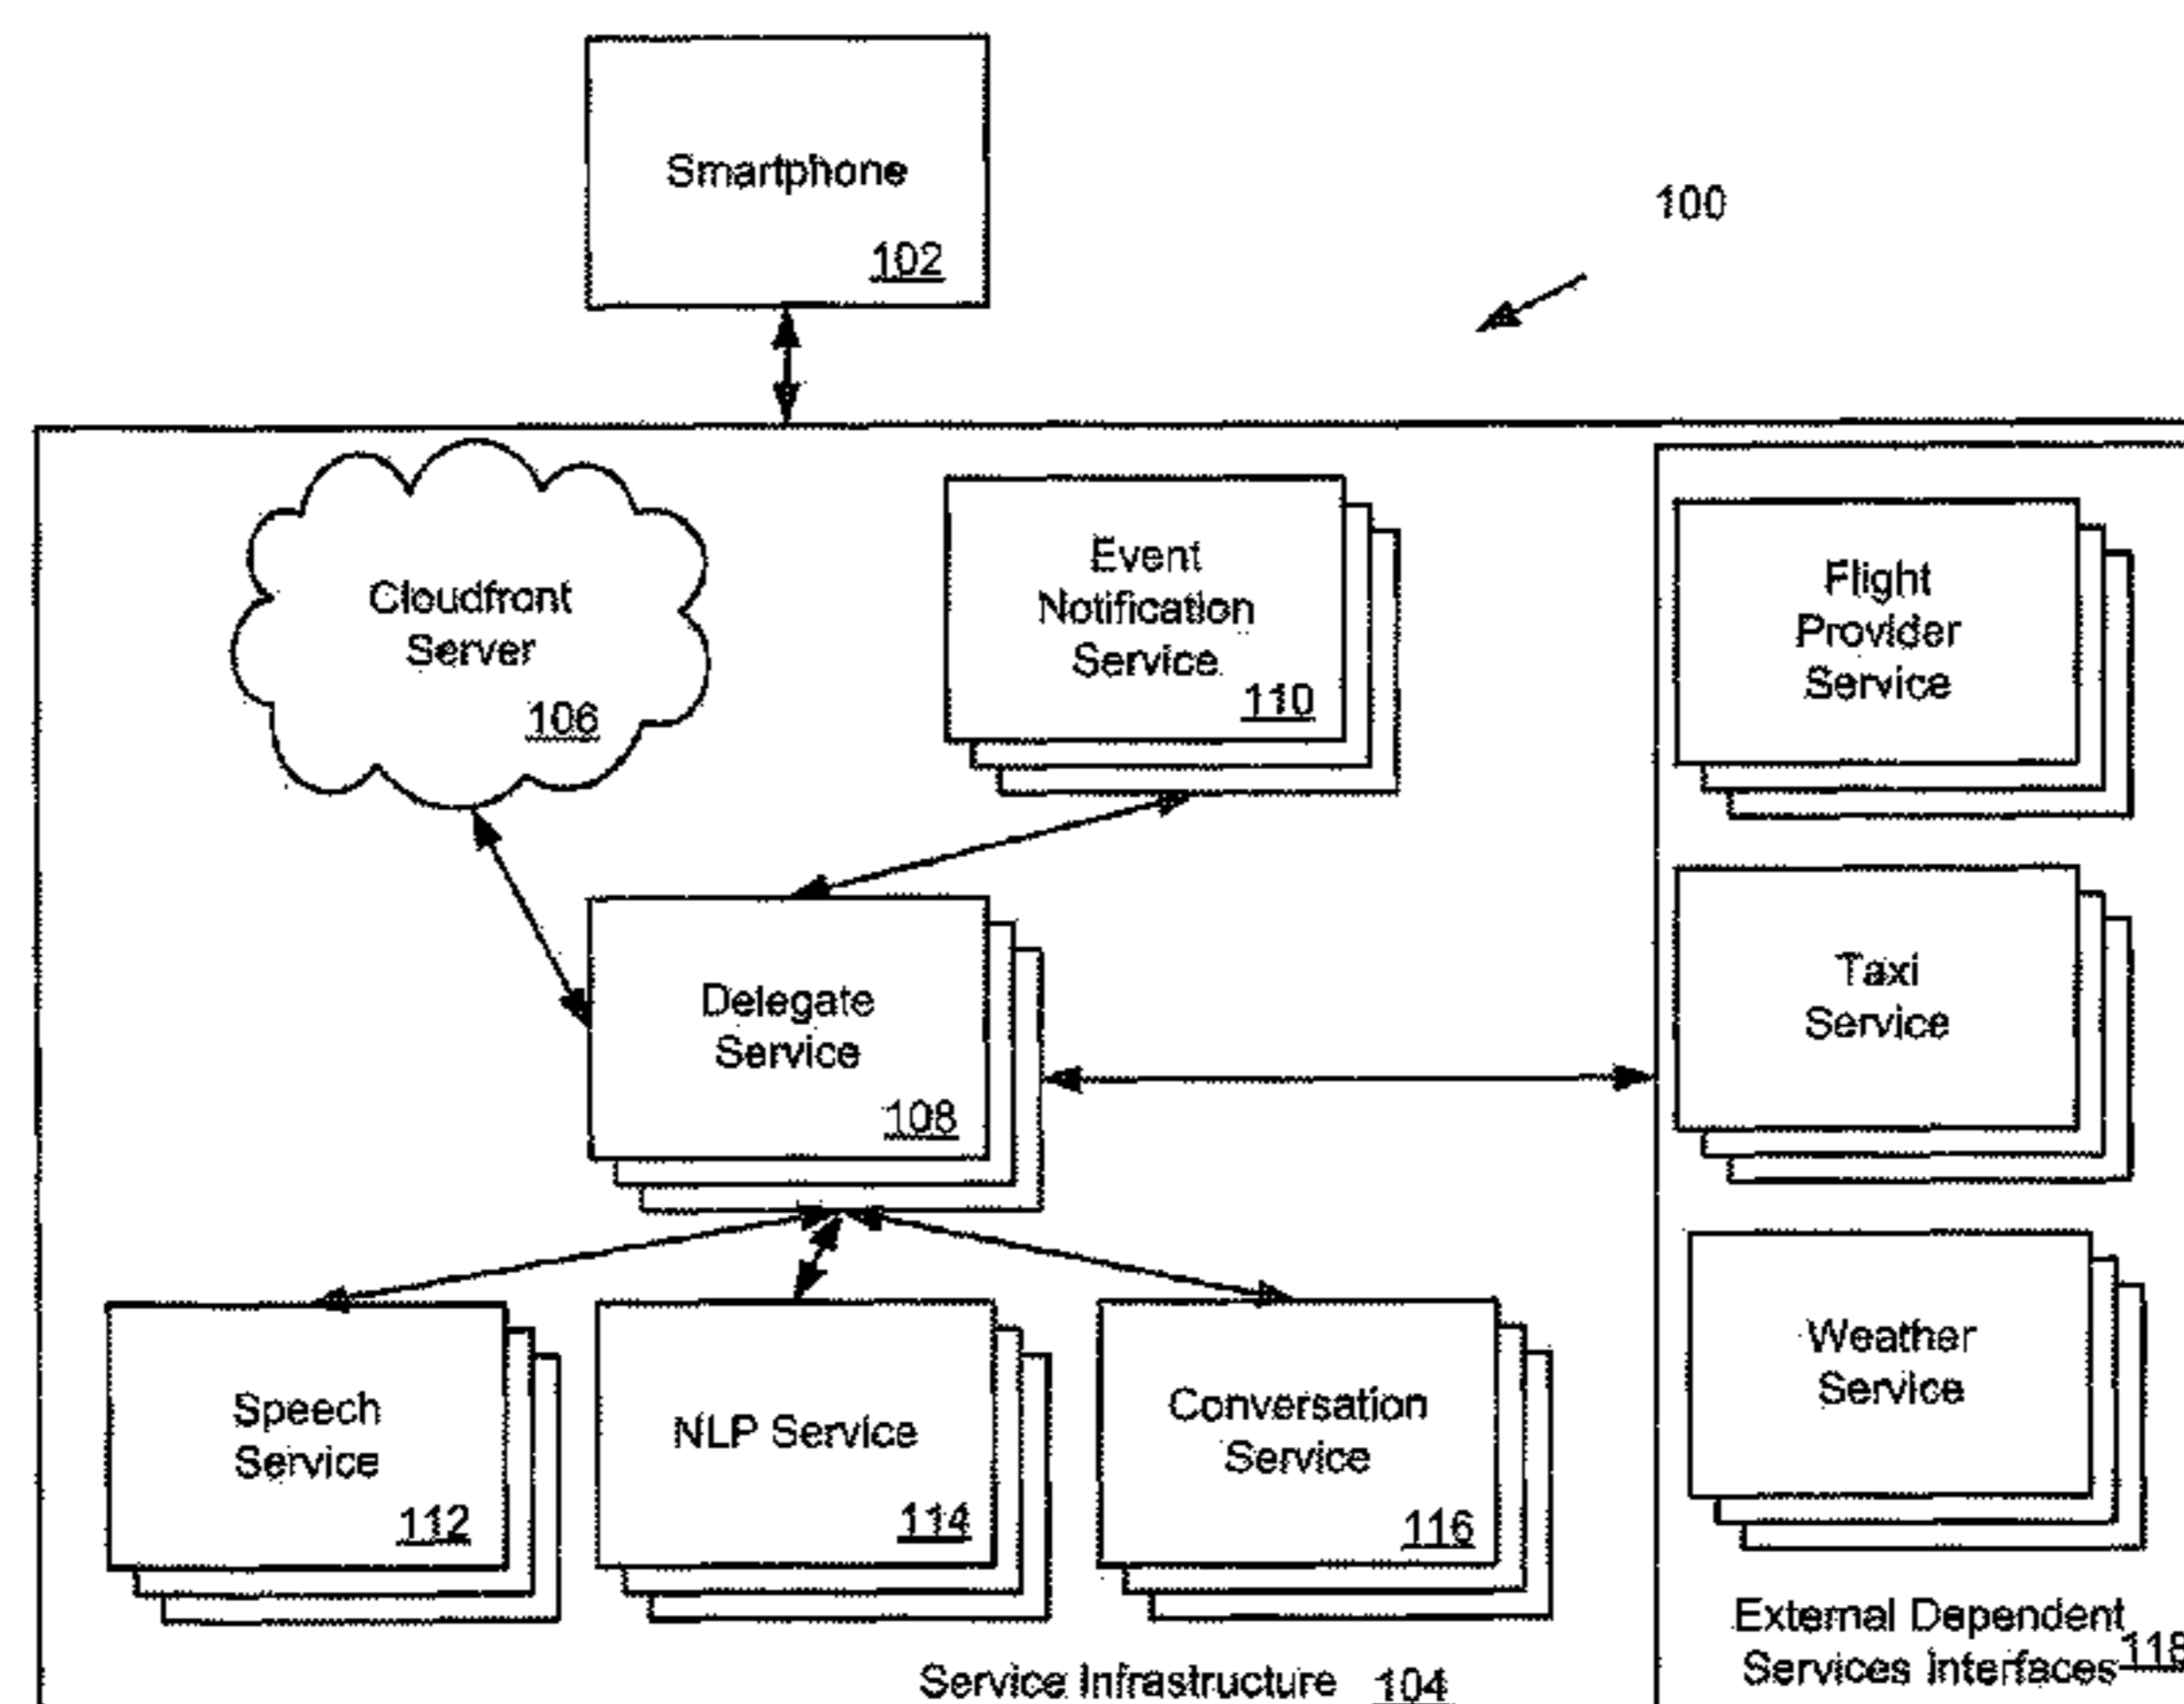 Smartphone
102
100
Cloudfront
Server
106
Event
Notification
Service
110
Flight
Provider
Service
Delegate
Service
108
Taxi
Service
Speech
Service
112
NLP Service
114
Conversation
Service
116
Weather
Service
External Dependent
Services Interfaces 118
Service Infrastructure 104